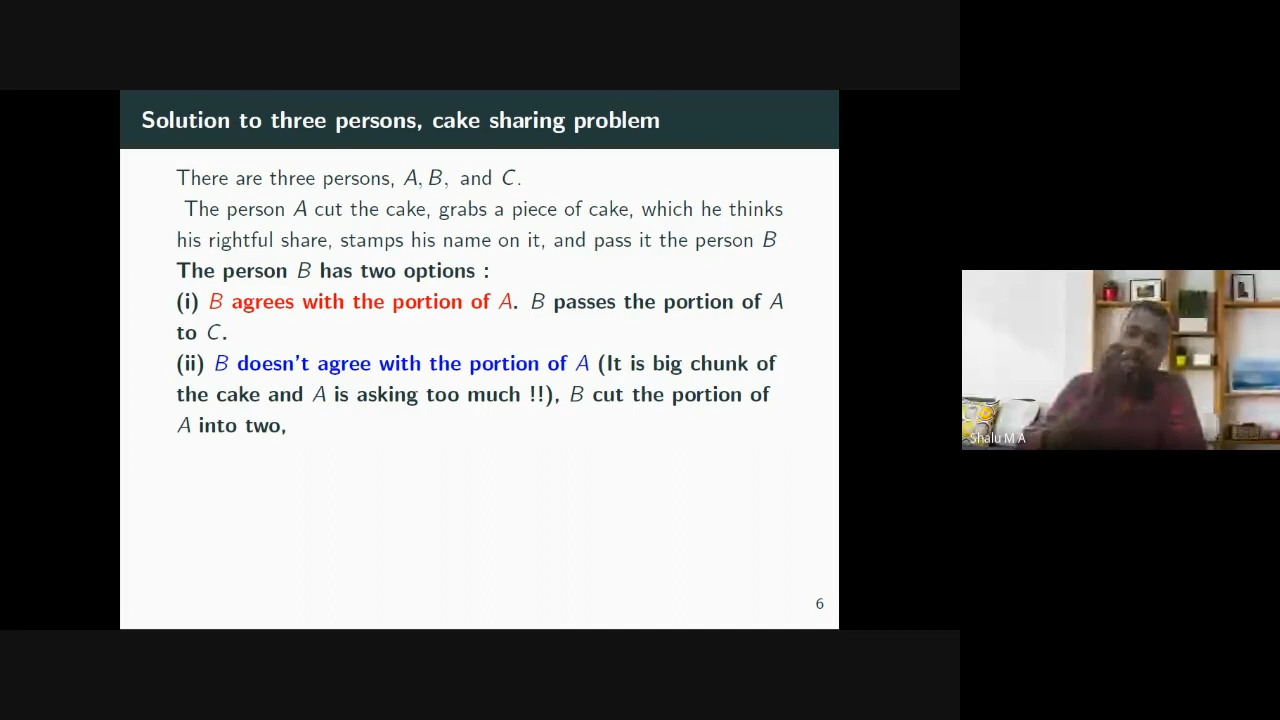 Solution to three persons, cake sharing problem
There are three persons, A, B, and C.
The person A cut the cake, grabs a piece of cake, which he thinks
his rightful share, stamps his name on it, and pass it the person B
The person B has two options :
(i) B agrees with the portion of A. B passes the portion of A
to C.
(ii) B doesn't agree with the portion of A (It is big chunk of
the cake and A is asking too much !!), B cut the portion of
A into two,
6
Shalu M A